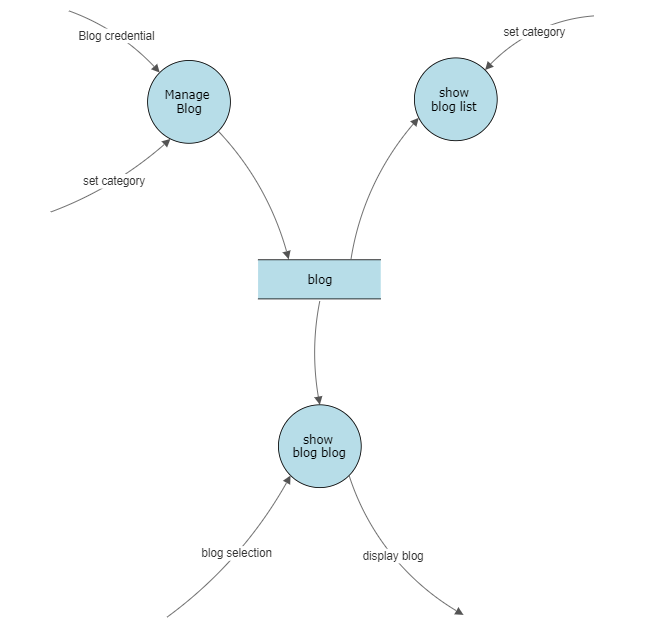 Blog credential
set category
Manage
Blog
show
blog list
set category
blog
show
blog blog
blog selection
display blog